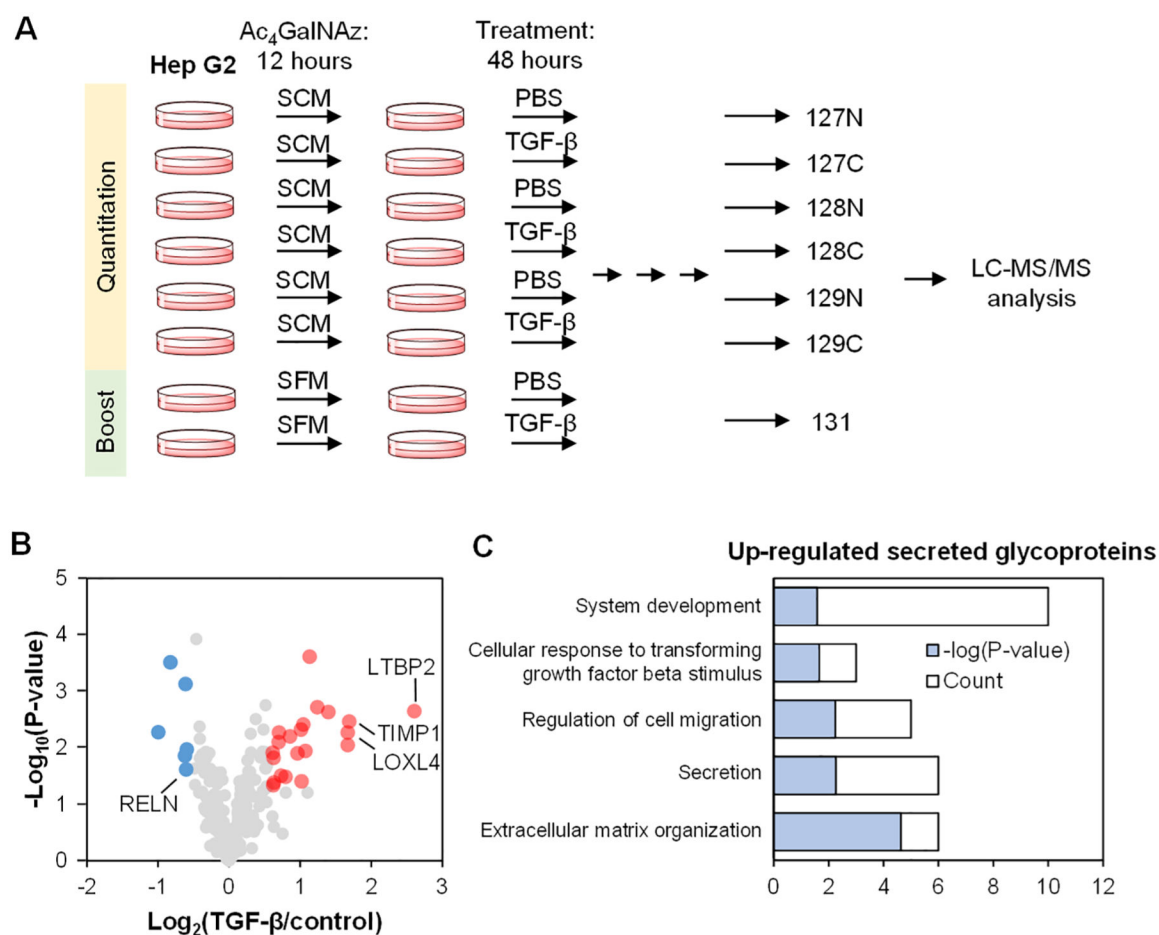 A
Ac₄GalNAz:
12 hours
Treatment:
48 hours
Hep G2
Quantitation
SCM
PBS
127N
SCM
TGF-β
127C
SCM
PBS
128N
SCM
TGF-β
128C
SCM
PBS
129N
SCM
TGF-β
129C
LC-MS/MS
analysis
Boost
SFM
PBS
SFM
TGF-β
131
B
-Log₁₀(P-value)
5
4
3
2
1
0
LTBP2
TIMP1
LOXL4
RELN
-2
-1
0
1
2
3
Log₂(TGF-β/control)
C
Up-regulated secreted glycoproteins
System development
Cellular response to transforming
growth factor beta stimulus
Regulation of cell migration
Secretion
Extracellular matrix organization
-log(P-value)
Count
0
2
4
6
8
10
12